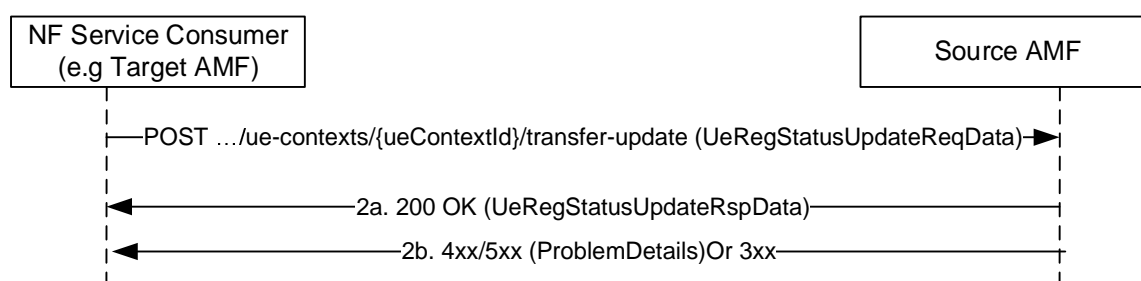 NF Service Consumer
(e.g Target AMF)
Source AMF
POST …/ue-contexts/{ueContextId}/transfer-update (UeRegStatusUpdateReqData)
2a. 200 OK (UeRegStatusUpdateRspData)
2b. 4xx/5xx (ProblemDetails)Or 3xx